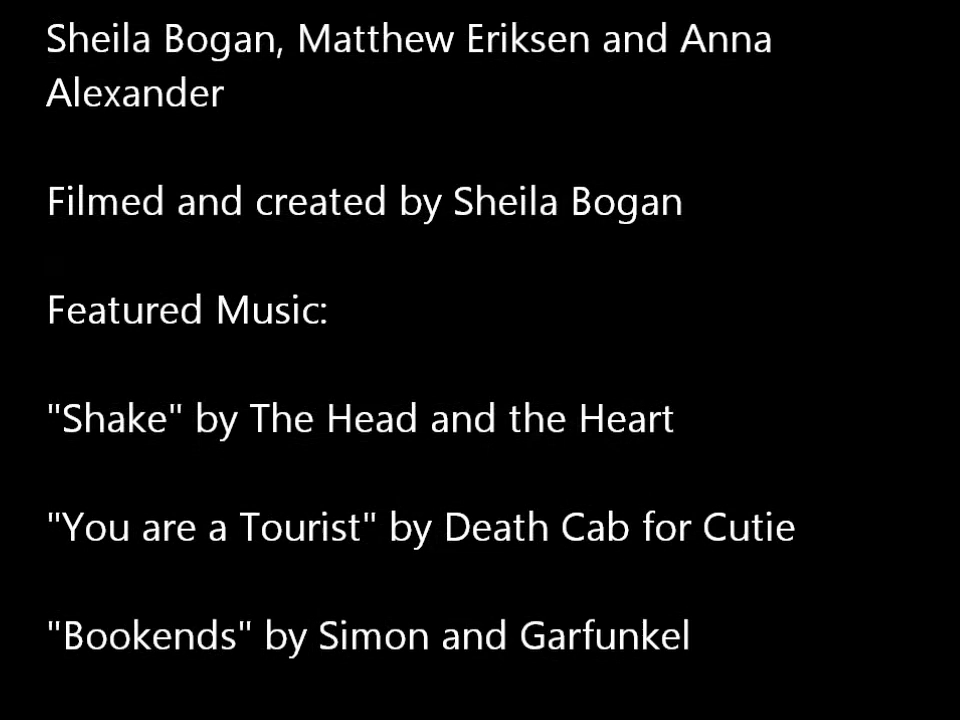 Sheila Bogan, Matthew Eriksen and Anna
Alexander
Filmed and created by Sheila Bogan
Featured Music:
"Shake" by The Head and the Heart
"You are a Tourist" by Death Cab for Cutie
"Bookends" by Simon and Garfunkel